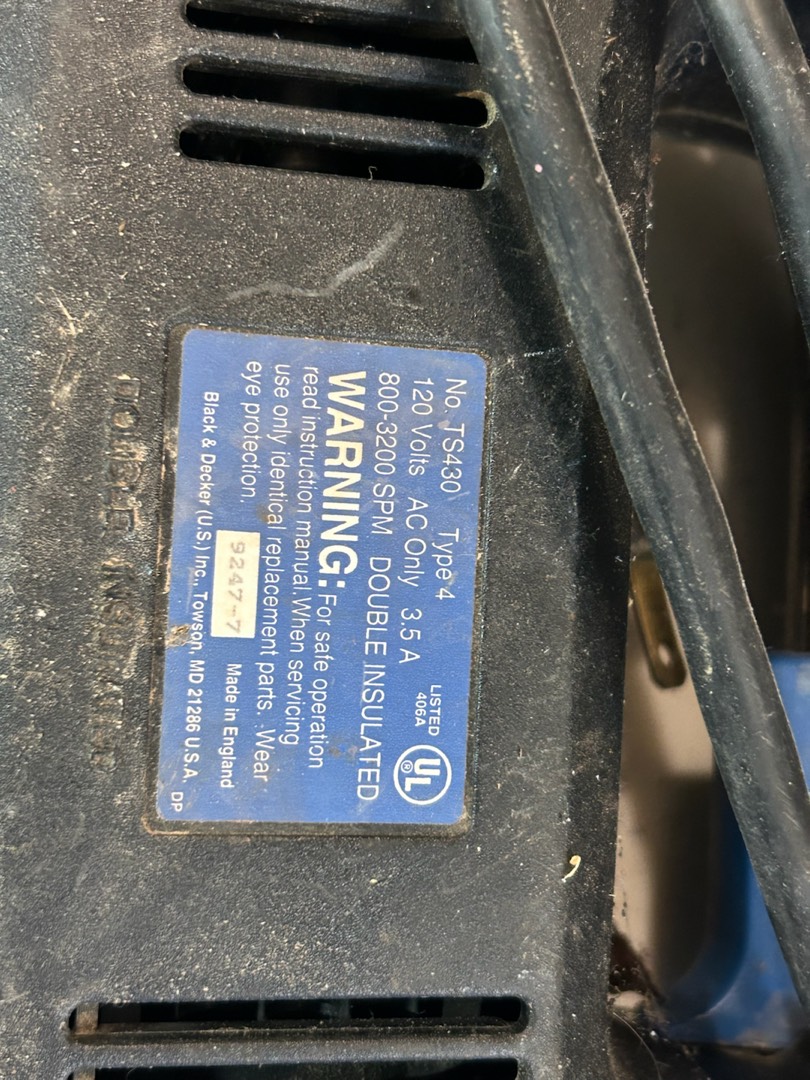 No. TS430 Type 4
120 Volts AC Only 3.5 A
800-3200 SPM DOUBLE INSULATED
LISTED
406A
UL®
WARNING: For safe operation
read instruction manual. When servicing
use only identical replacement parts. Wear
eye protection.
9247-7
Made in England
Black & Decker (U.S.) Inc., Towson, MD 21286 U.S.A.
DP
DOUBLE INSULATED